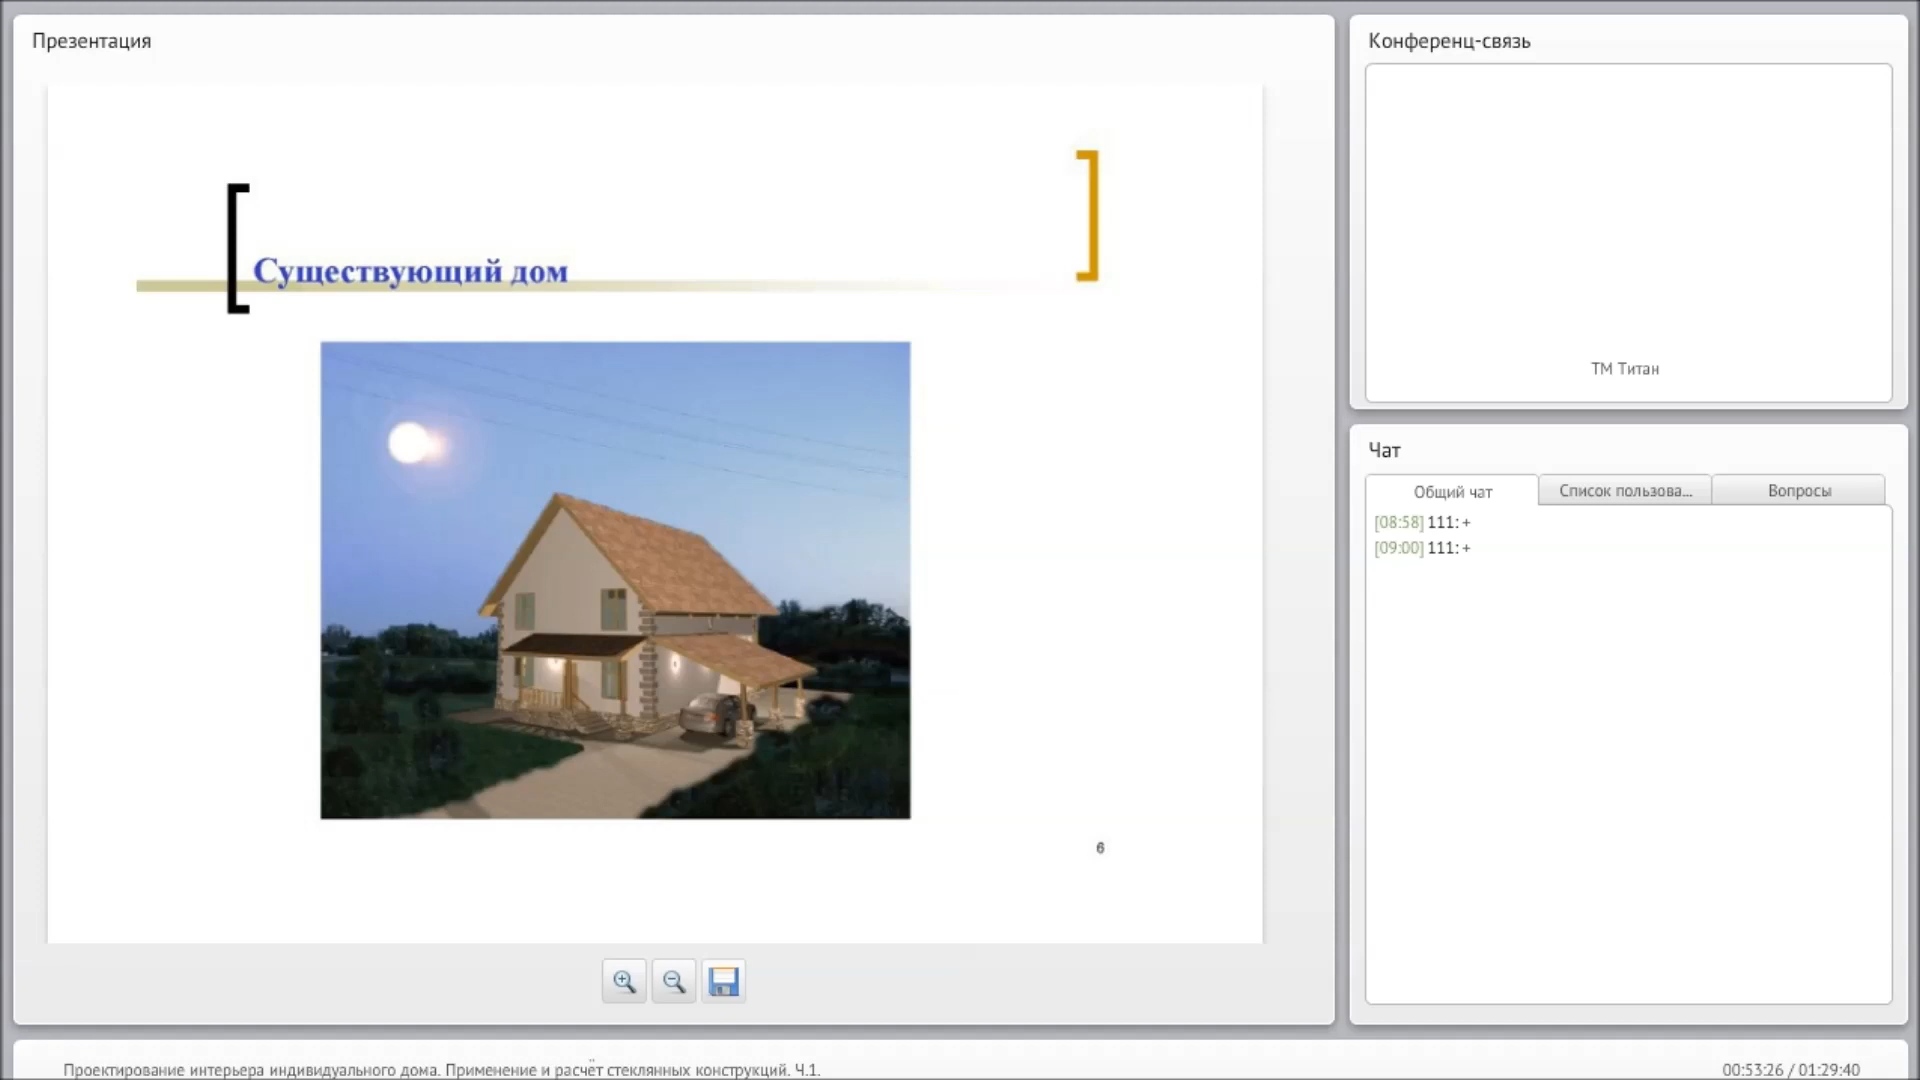 Презентация
Существующий дом
6
Конференц-связь
ТМ Титан
Чат
Общий чат
Список пользова...
Вопросы
[08:58] 111: +
[09:00] 111: +
Проектирование интерьера индивидуального дома. Применение и расчёт стеклянных конструкций. Ч.1.
00:53:26 / 01:29:40